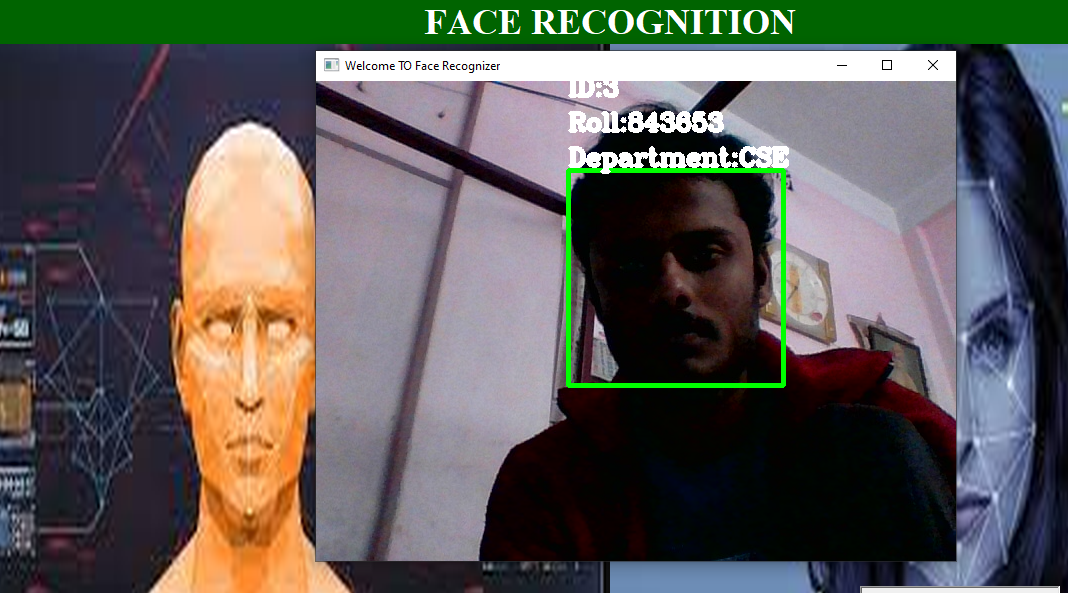 FACE RECOGNITION
Welcome TO Face Recognizer
ID:3
Roll:843653
Department:CSE